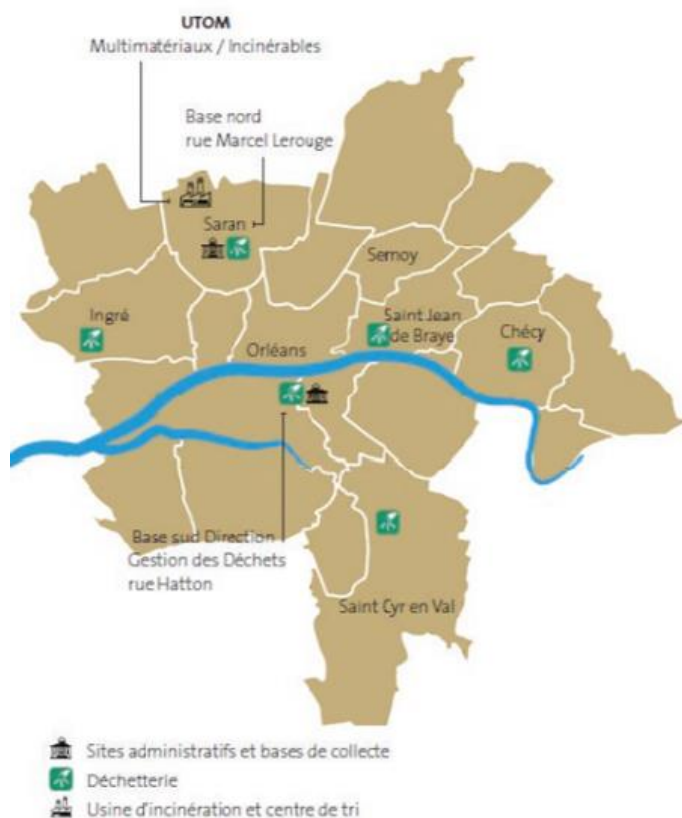 UTOM
Multimatériaux / Incinérables
Base nord
rue Marcel Lerouge
Saran
Semoy
Ingré
Saint Jean
de Braye
Chécy
Orléans
Base sud Direction
Gestion des Déchets
rue Hatton
Saint Cyr en Val
Sites administratifs et bases de collecte
Déchetterie
Usine d'incinération et centre de tri